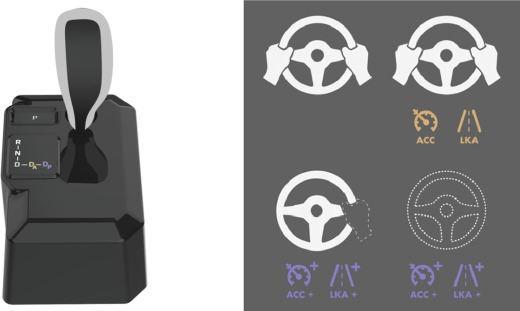 P
R
N
D–DA–DP
ACC LKA
ACC + LKA +
ACC + LKA +